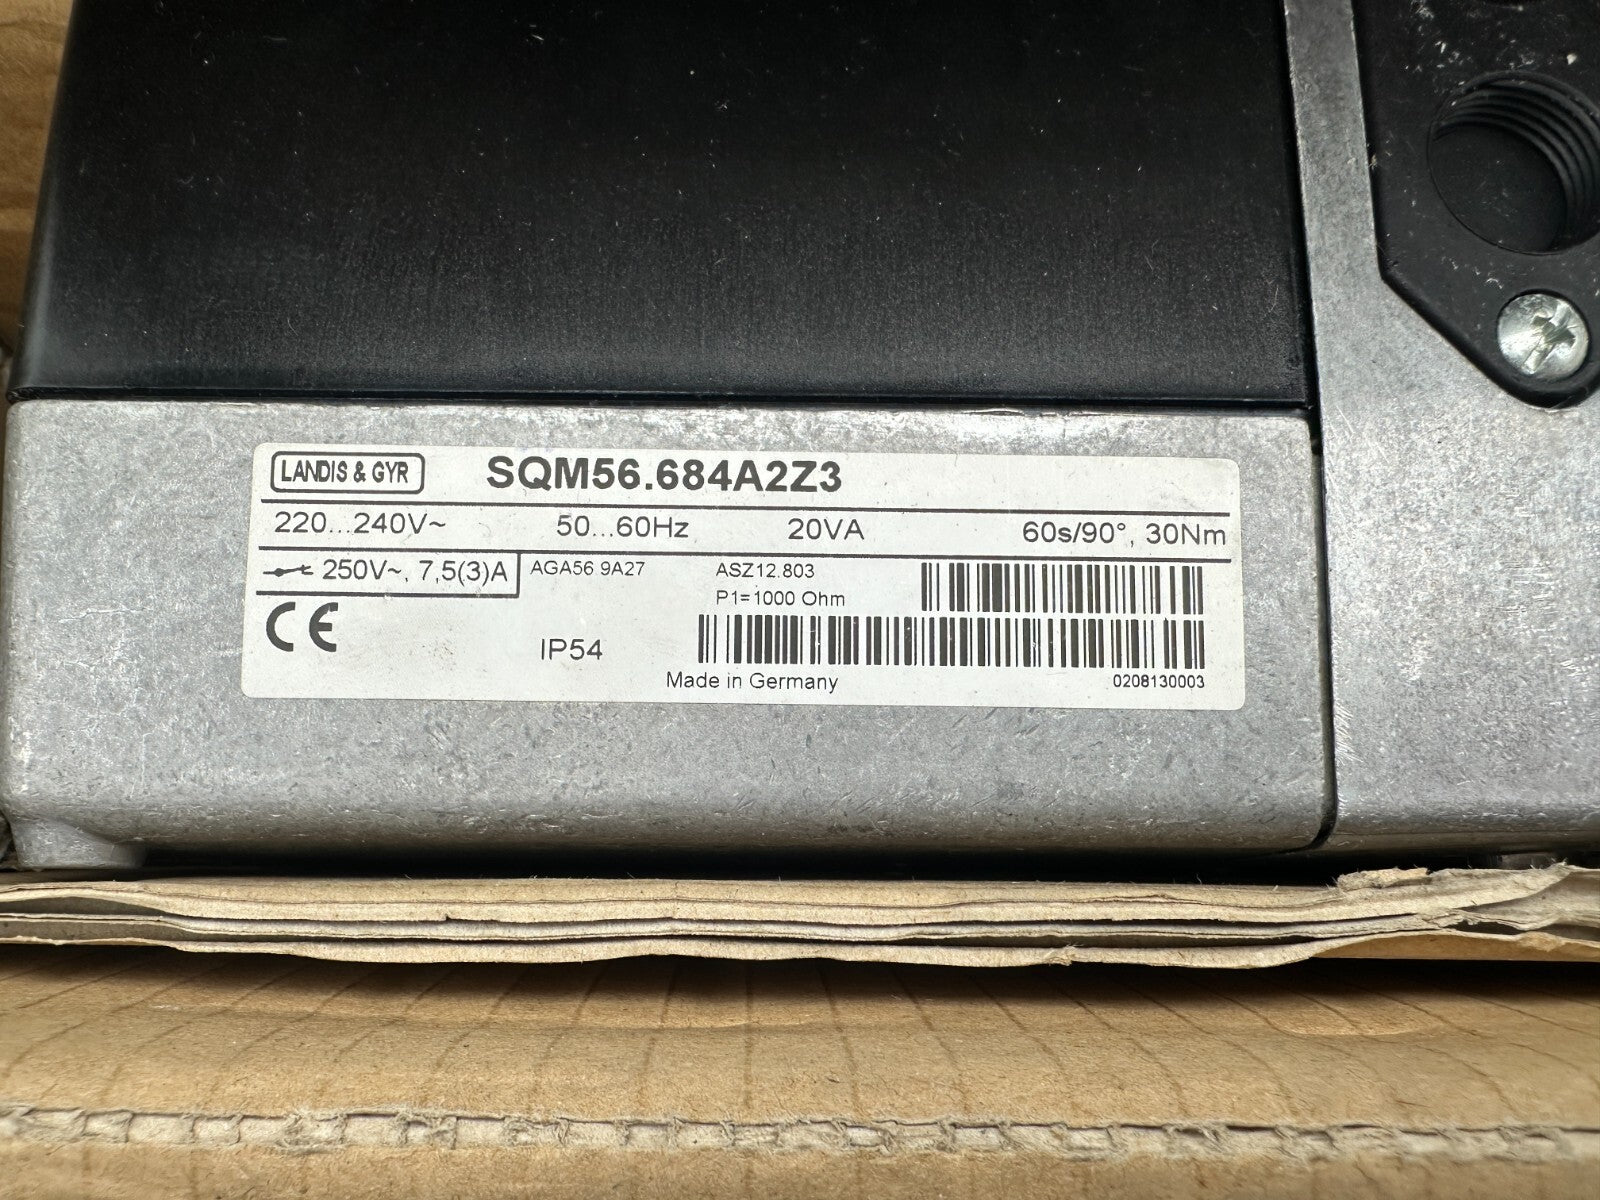 LANDIS & GYR SQM56.684A2Z3
220...240V~ 50...60Hz 20VA 60s/90°, 30Nm
250V~, 7,5(3)A AGA56.9A27 ASZ12.803
P1=1000 Ohm
CE IP54
Made in Germany 0208130003